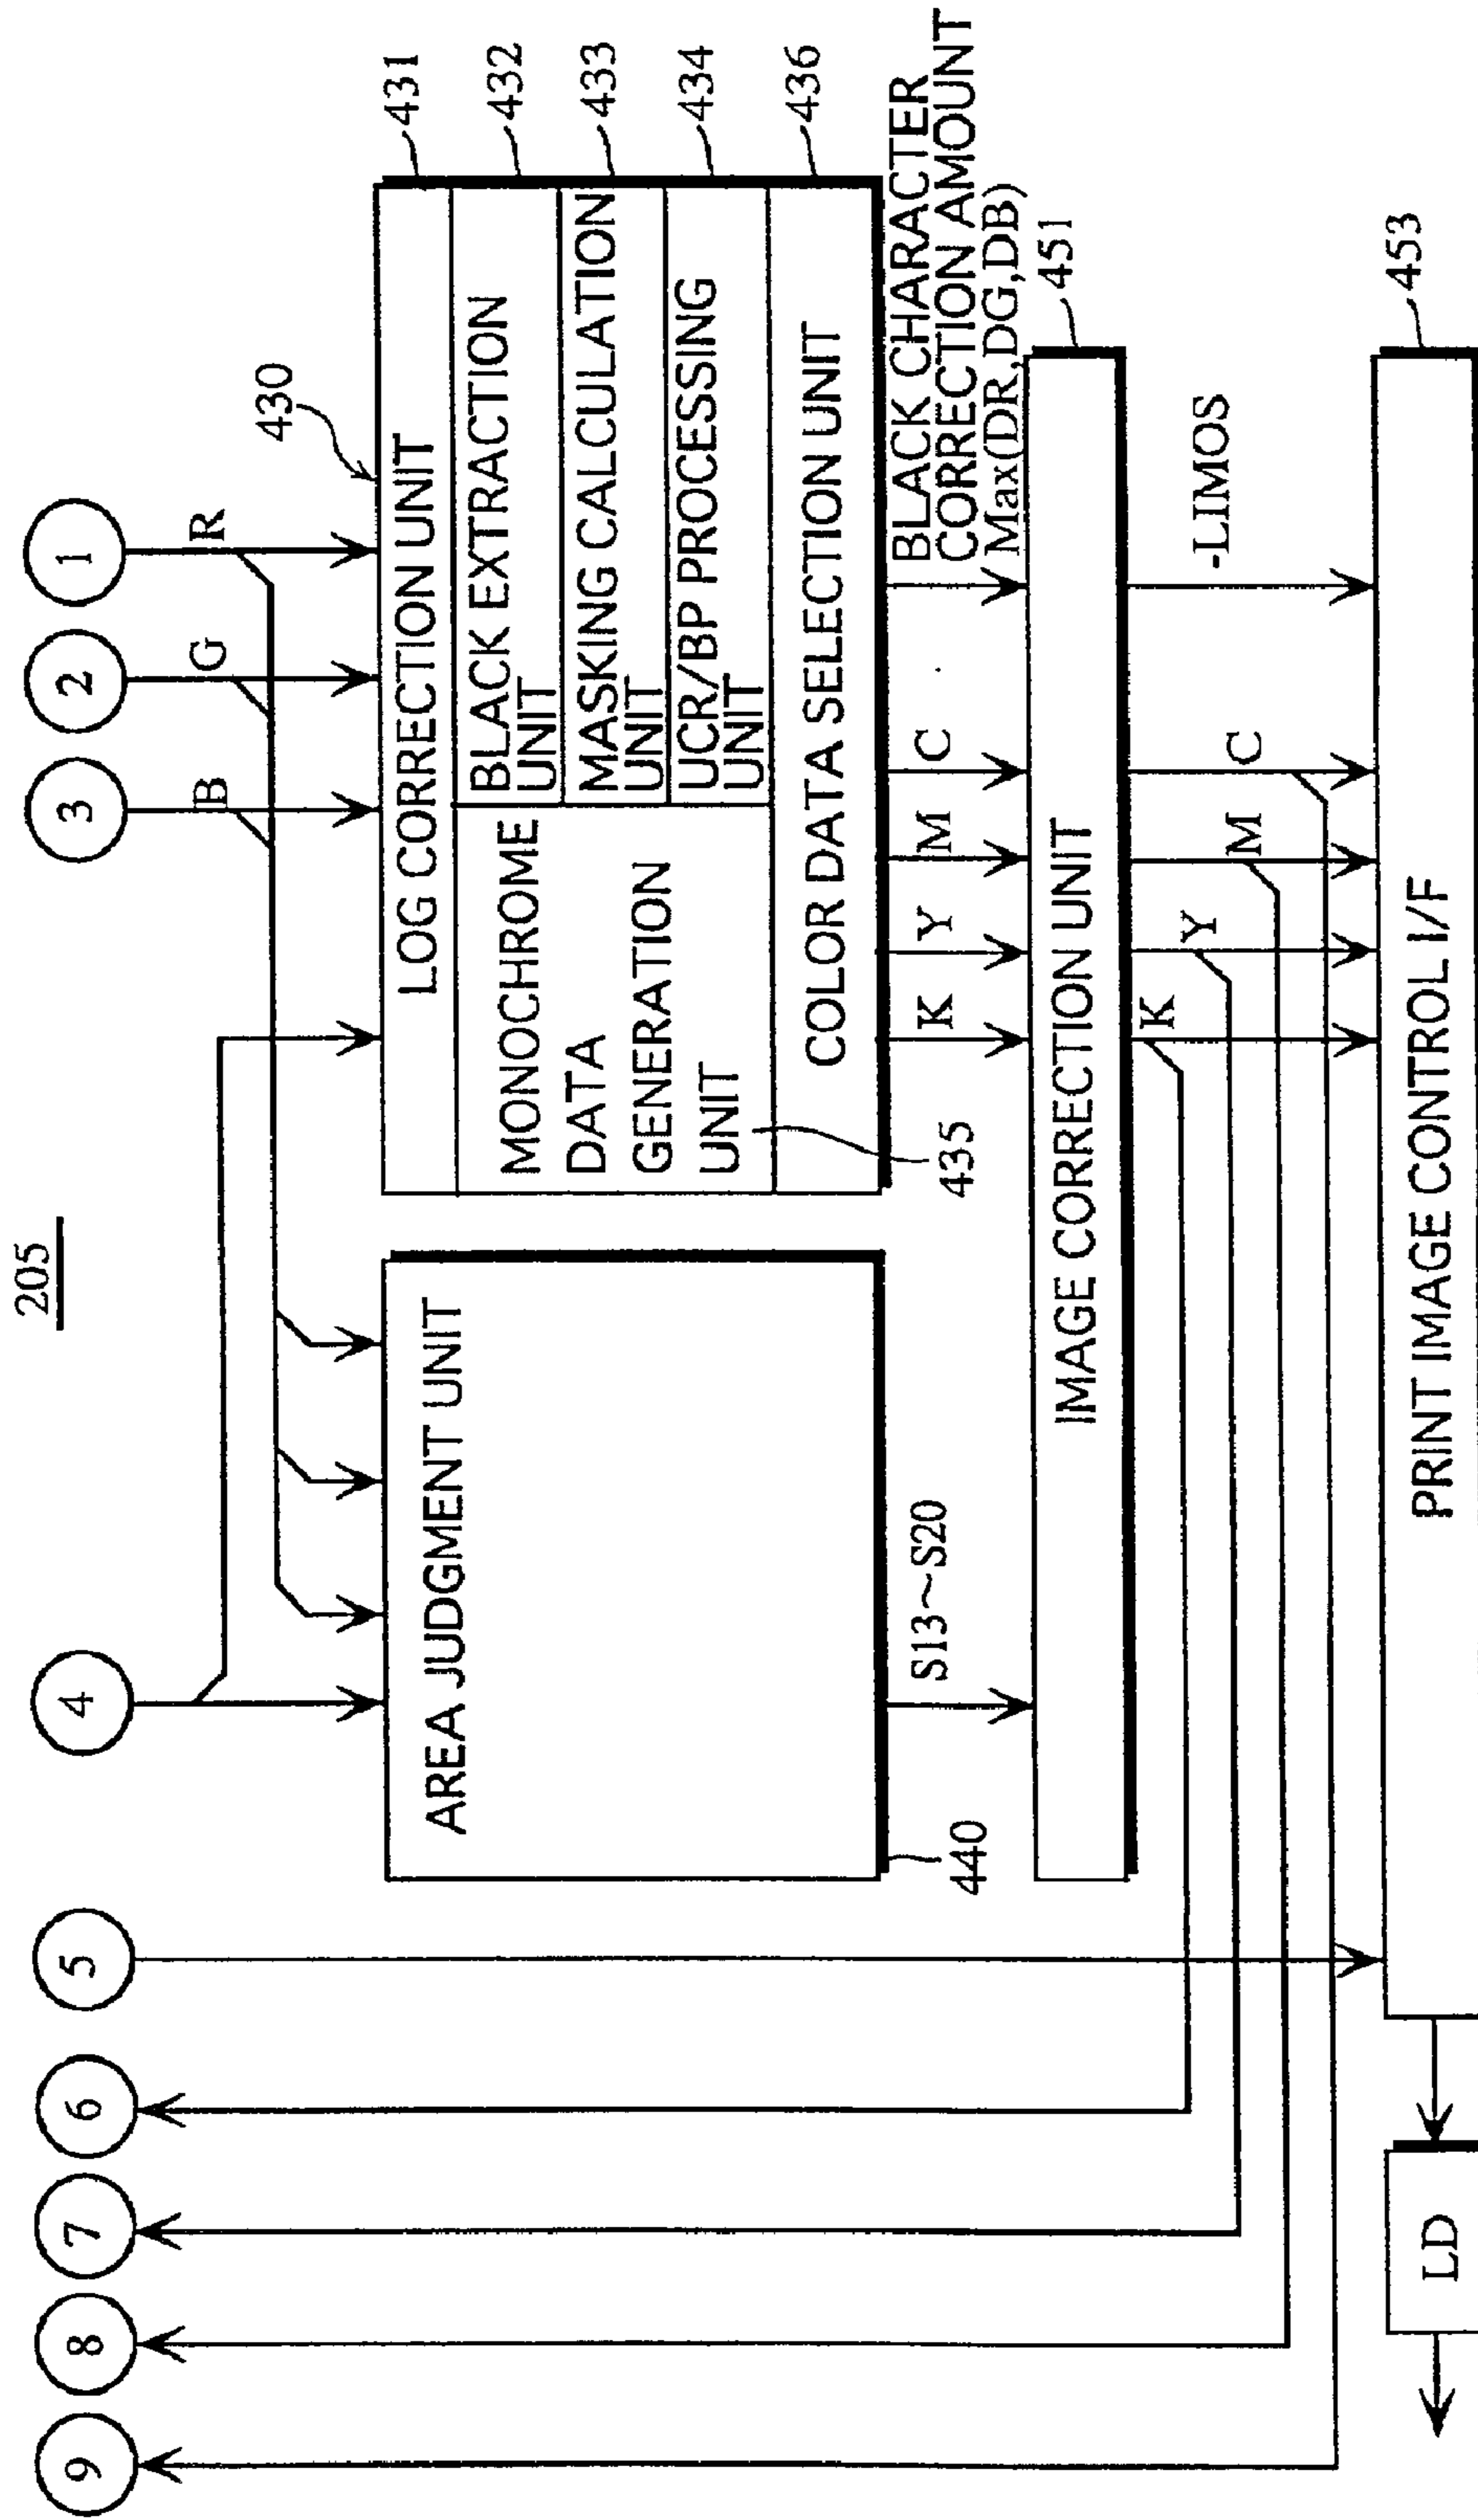 205
9
8
7
6
5
4
3
2
1
B
G
R
430
AREA JUDGMENT UNIT
440
LOG CORRECTION UNIT
431
MONOCHROME
DATA
GENERATION
UNIT
435
BLACK EXTRACTION
UNIT
432
MASKING CALCULATION
UNIT
433
UCR/BP PROCESSING
UNIT
434
COLOR DATA SELECTION UNIT
436
S13~S20
K
Y
M
C
BLACK CHARACTER
CORRECTION AMOUNT
Max(DR,DG,DB)
IMAGE CORRECTION UNIT
451
K
Y
M
C
-LIMOS
PRINT IMAGE CONTROL I/F
453
LD